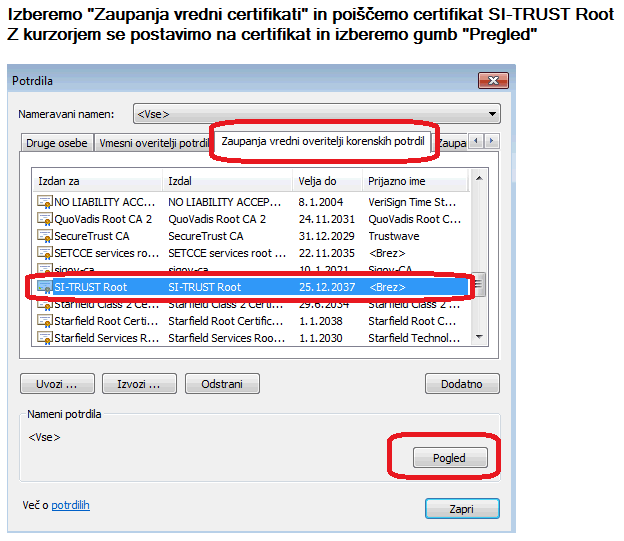 Izberemo "Zaupanja vredni certifikati" in poiščemo certifikat SI-TRUST Root
Z kurzorjem se postavimo na certifikat in izberemo gumb "Pregled"
Potrdila
Nameravani namen: <Vse>
Druge osebe Vmesni overitelji potrdil Zaupanja vredni overitelji korenskih potrdil Zaupa
Izdan za Izdal Velja do Prijazno ime
NO LIABILITY ACC... NO LIABILITY ACCEP... 8.1.2004 VeriSign Time St...
QuoVadis Root CA 2 QuoVadis Root CA 2 24.11.2031 QuoVadis Root C...
SecureTrust CA SecureTrust CA 31.12.2029 Trustwave
SETCCE services ro... SETCCE services root ... 22.11.2035 <Brez>
sigov-ca sigov-ca 10.1.2021 Sigov-CA
SI-TRUST Root SI-TRUST Root 25.12.2037 <Brez>
Starfield Class 2 Ce... Starfield Class 2 Certi... 29.6.2034 Starfield Class 2 ...
Starfield Root Certi... Starfield Root Certific... 1.1.2038 Starfield Root C...
Starfield Services R... Starfield Services Roo... 1.1.2030 Starfield Technol...
Uvozi ... Izvozi ... Odstrani Dodatno
Nameni potrdila
<Vse>
Pogled
Več o potrdilih
Zapri